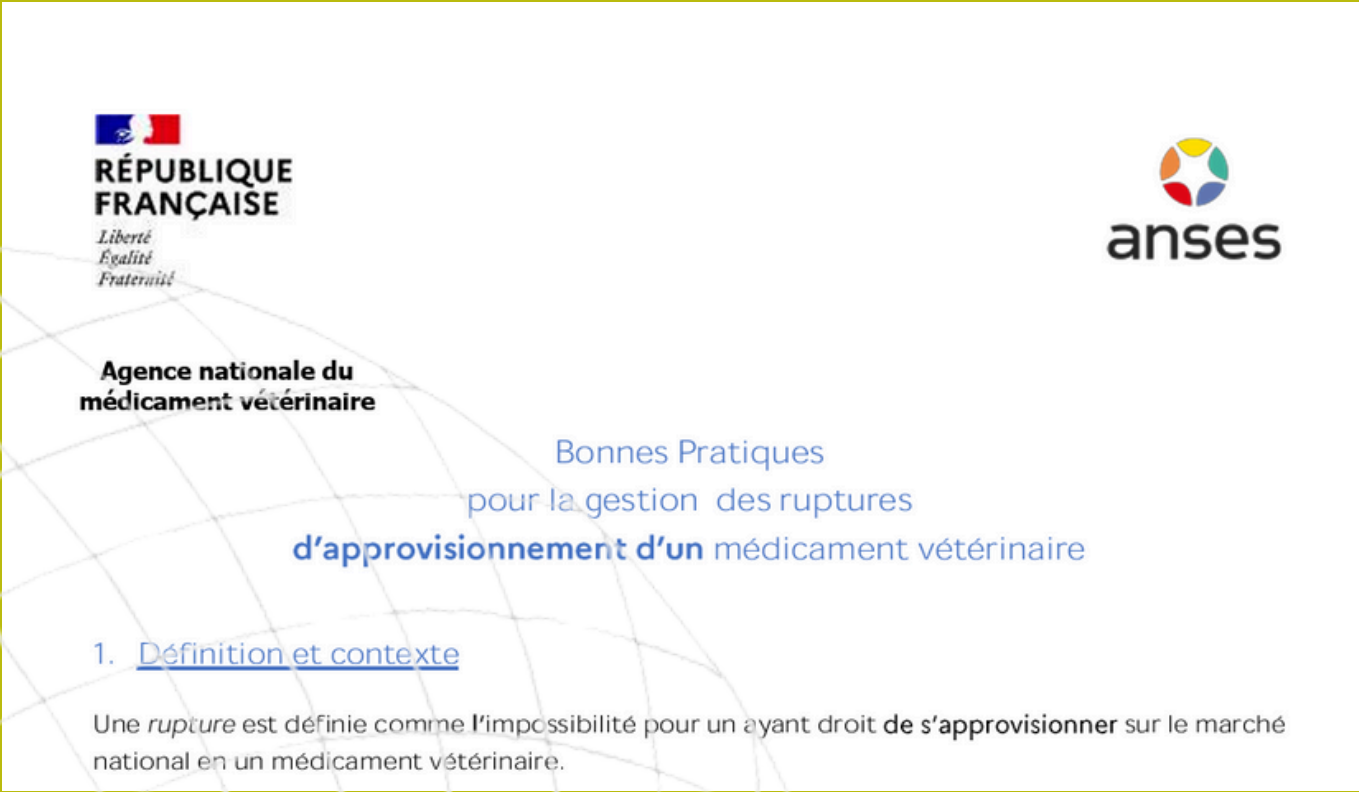 RÉPUBLIQUE
FRANÇAISE
Liberté
Égalité
Fraternité
anses
Agence nationale du
médicament vétérinaire
Bonnes Pratiques
pour la gestion des ruptures
d'approvisionnement d'un médicament vétérinaire
1. Définition et contexte
Une rupture est définie comme l'impossibilité pour un ayant droit de s'approvisionner sur le marché
national en un médicament vétérinaire.